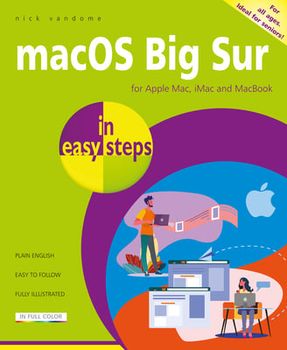 nick vandome
For
all ages.
Ideal for seniors!
macOS Big Sur
for Apple Mac, iMac and MacBook
in
easy steps
PLAIN ENGLISH
EASY TO FOLLOW
FULLY ILLUSTRATED
IN FULL COLOR